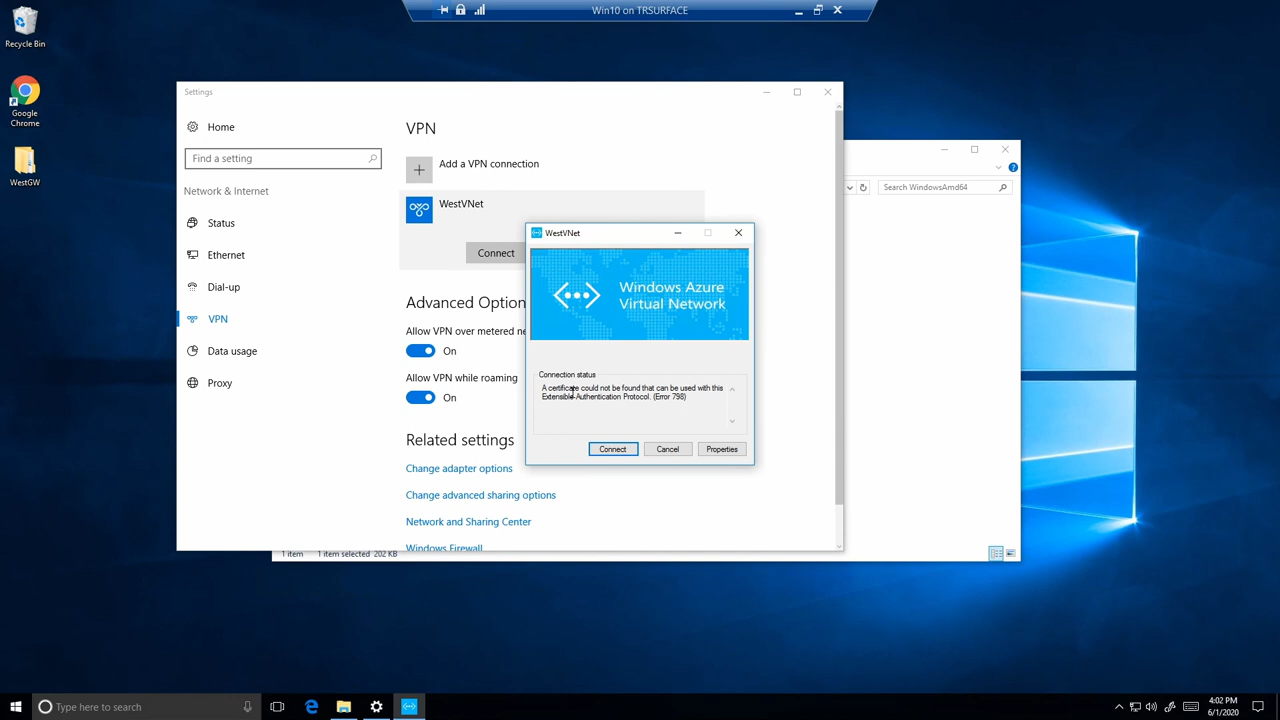 Win10 on TRSURFACE
Recycle Bin
Google
Chrome
WestGW
Settings
Home
Find a setting
Network & Internet
Status
Ethernet
Dial-up
VPN
Data usage
Proxy
VPN
Add a VPN connection
WestVNet
Connect
Advanced Option
Allow VPN over metered ne
On
Allow VPN while roaming
On
Related settings
Change adapter options
Change advanced sharing options
Network and Sharing Center
Windows Firewall
Search WindowsAmd64
1 item 1 item selected 202 KB
WestVNet
Windows Azure
Virtual Network
Connection status
A certificate could not be found that can be used with this
Extensible Authentication Protocol. (Error 798)
Connect
Cancel
Properties
Type here to search
4:02 PM
6/1/2020